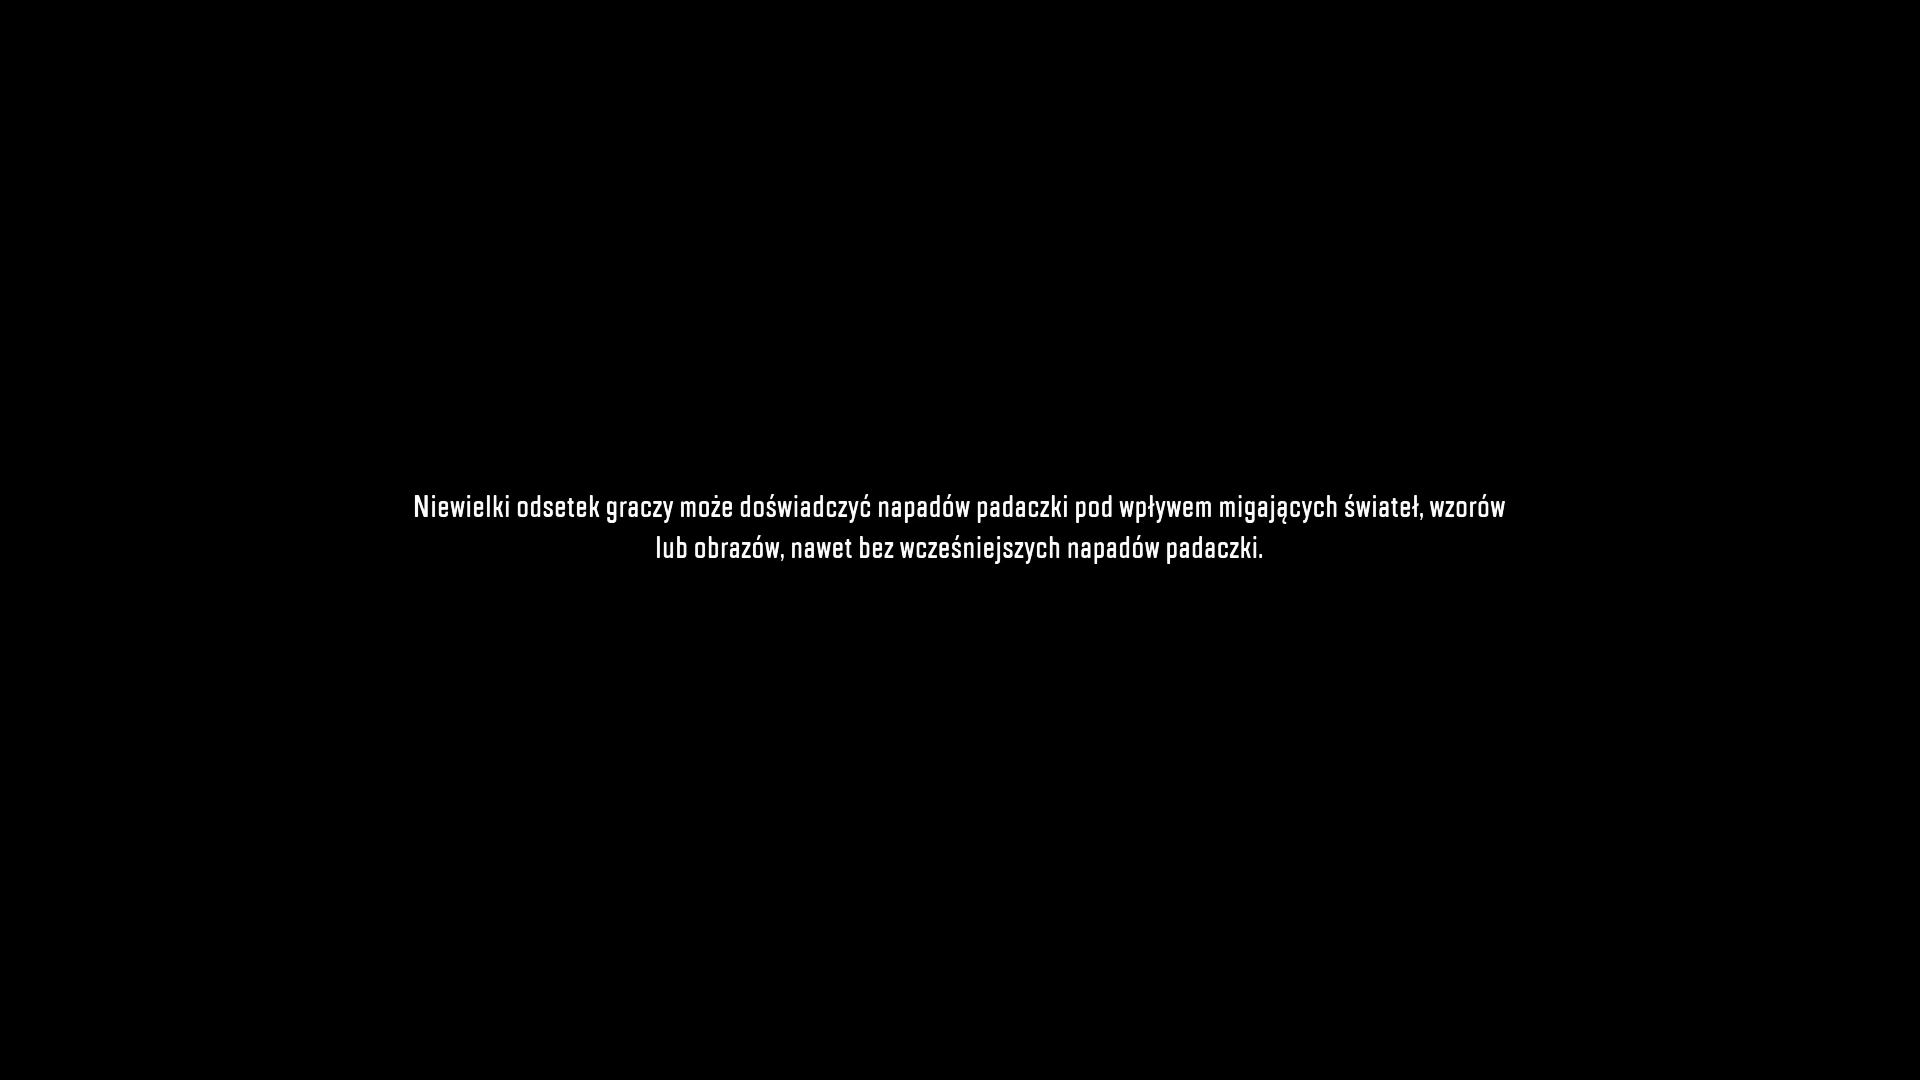 Niewielki odsetek graczy może doświadczyć napadów padaczki pod wpływem migających świateł, wzorów
lub obrazów, nawet bez wcześniejszych napadów padaczki.